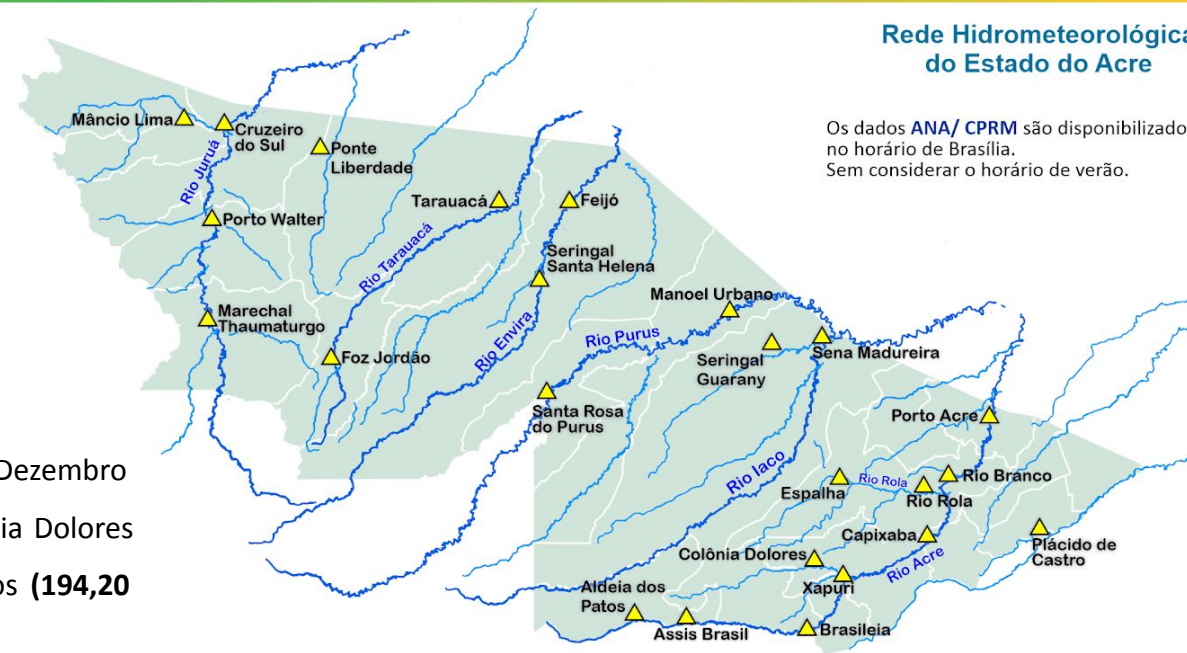 Rede Hidrometeorológica
do Estado do Acre
Os dados ANA/ CPRM são disponibilizado
no horário de Brasília.
Sem considerar o horário de verão.
Mâncio Lima
Cruzeiro
do Sul
Ponte
Liberdade
Rio Juruá
Porto Walter
Tarauacá
Feijó
Rio Tarauacá
Seringal
Santa Helena
Marechal
Thaumaturgo
Foz Jordão
Rio Envira
Manoel Urbano
Rio Purus
Seringal
Guarany
Sena Madureira
Santa Rosa
do Purus
Porto Acre
Rio Iaco
Espalha
Rio Rola
Rio Branco
Rio Rola
Capixaba
Plácido de
Castro
Colônia Dolores
Xapuri
Rio Acre
Aldeia dos
Patos
Assis Brasil
Brasileia
Dezembro
ia Dolores
os (194,20